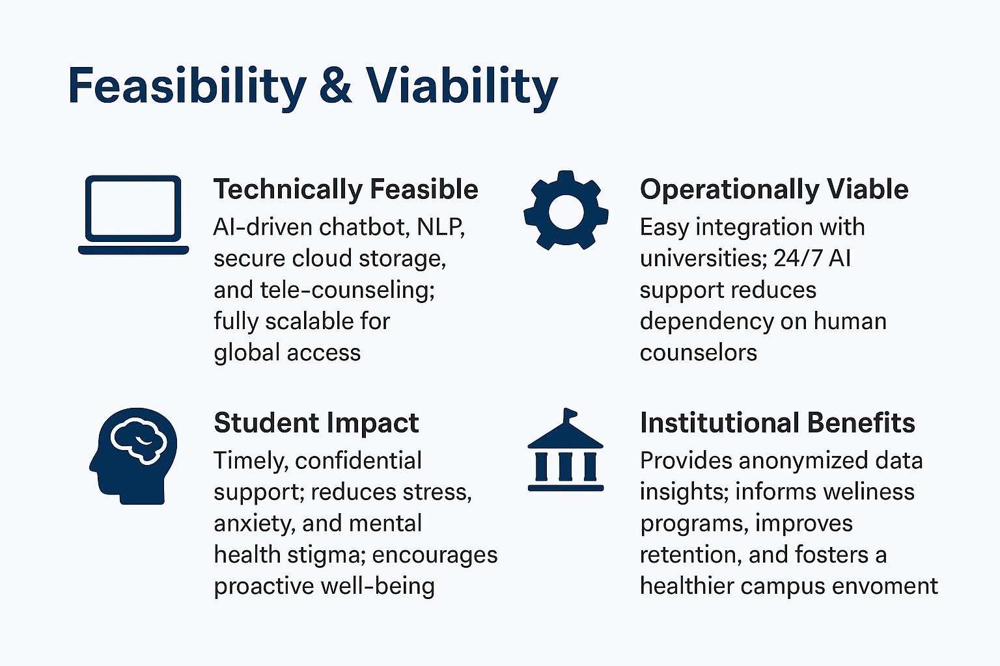 Feasibility & Viability
Technically Feasible
AI-driven chatbot, NLP,
secure cloud storage,
and tele-counseling;
fully scalable for
global access
Operationally Viable
Easy integration with
universities; 24/7 AI
support reduces
dependency on human
counselors
Student Impact
Timely, confidential
support; reduces stress,
anxiety, and mental
health stigma; encourages
proactive well-being
Institutional Benefits
Provides anonymized data
insights; informs weliness
programs, improves
retention, and fosters a
healthier campus envoment